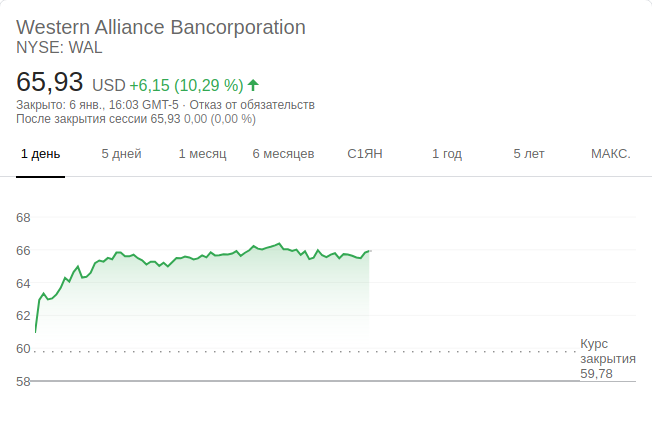 Western Alliance Bancorporation
NYSE: WAL
65,93 USD +6,15 (10,29 %)
Закрыто: 6 янв., 16:03 GMT-5 · Отказ от обязательств
После закрытия сессии 65,93 0,00 (0,00 %)
1 день 5 дней 1 месяц 6 месяцев С1ЯН 1 год 5 лет МАКС.
68
66
64
62
60
58
Курс
закрытия
59,78